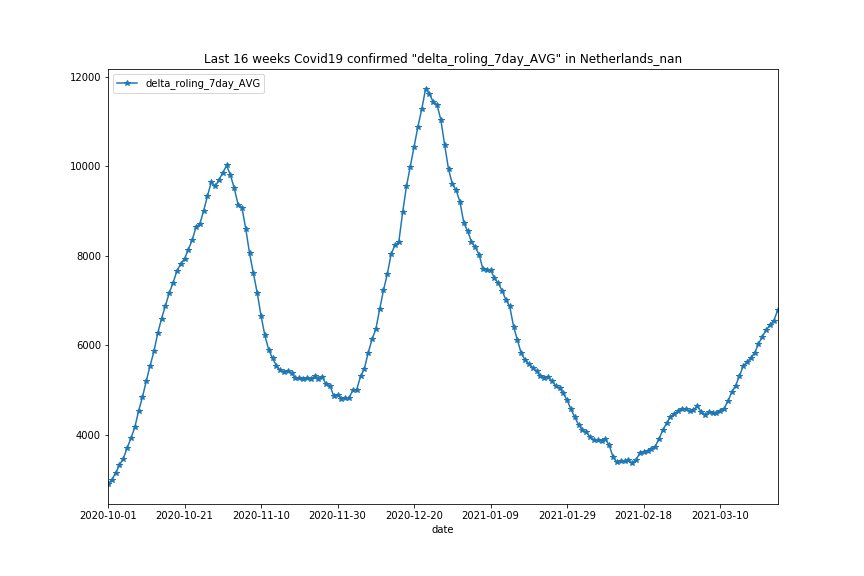 Last 16 weeks Covid19 confirmed "delta_roling_7day_AVG" in Netherlands_nan
delta_roling_7day_AVG
12000
10000
8000
6000
4000
2020-10-01 2020-10-21 2020-11-10 2020-11-30 2020-12-20 2021-01-09 2021-01-29 2021-02-18 2021-03-10
date